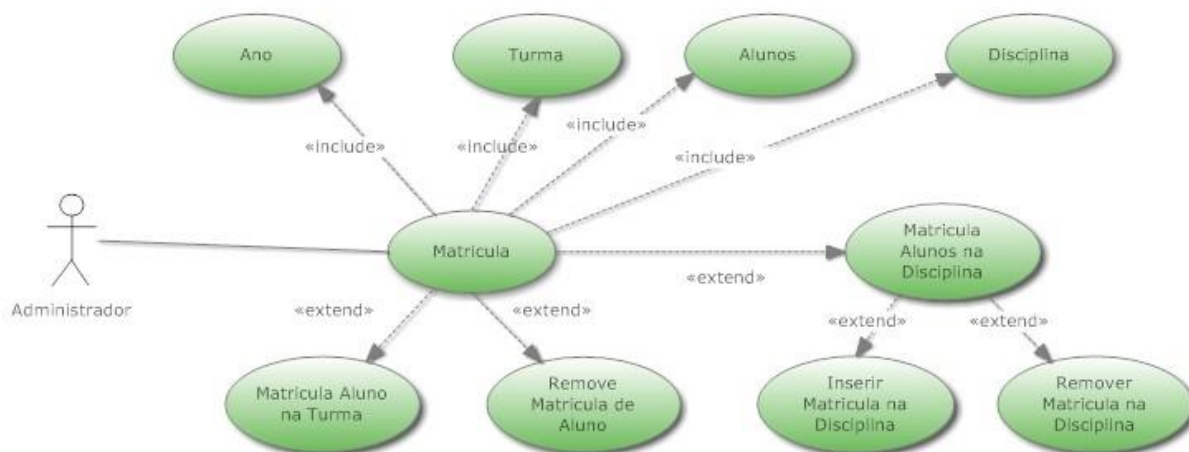 Ano
Turma
Alunos
Disciplina
«include»
«include»
«include»
«include»
Administrador
Matricula
Matricula
Alunos na
Disciplina
«extend»
«extend»
«extend»
«extend»
«extend»
Matricula Aluno
na Turma
Remove
Matricula de
Aluno
Inserir
Matricula na
Discipilna
Remover
Matricula na
Disciplina